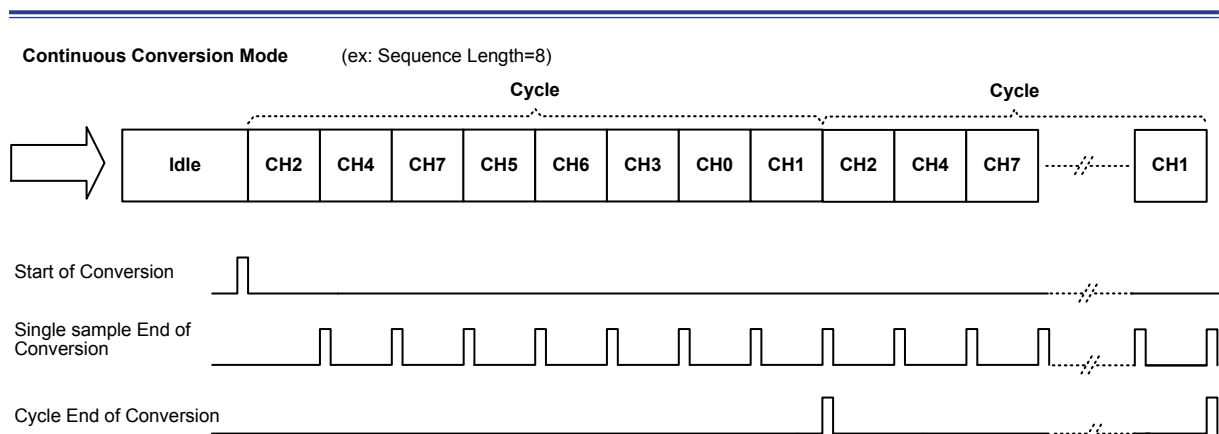 Continuous Conversion Mode (ex: Sequence Length=8)
Cycle Cycle
Idle CH2 CH4 CH7 CH5 CH6 CH3 CH0 CH1 CH2 CH4 CH7 CH1
Start of Conversion
Single sample End of
Conversion
Cycle End of Conversion